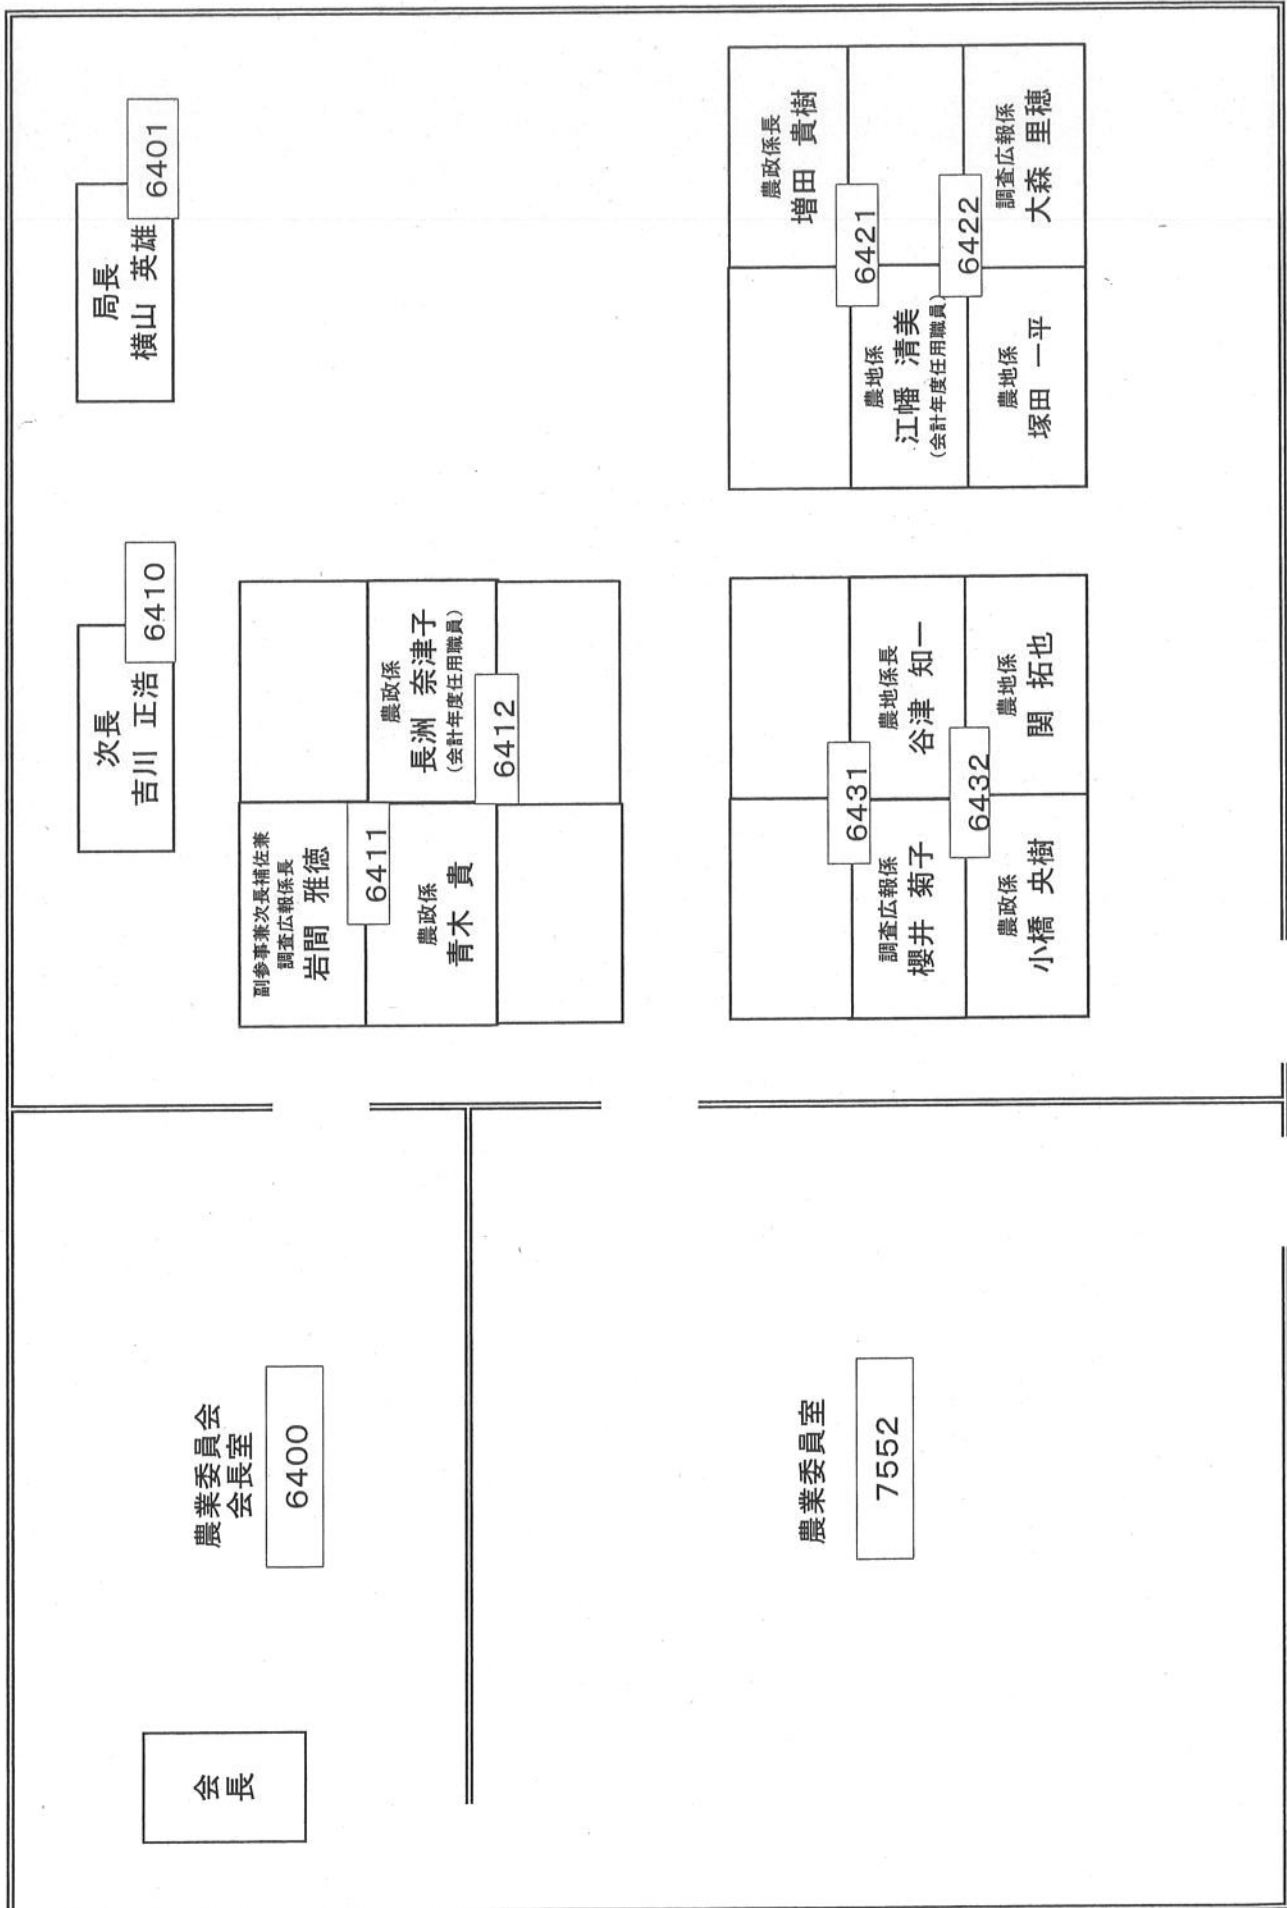 会長
農業委員会
会長室
6400
農業委員室
7552
次長
吉川 正浩
6410
局長
横山 英雄
6401
副参事兼次長補佐兼
調査広報係長
岩間 雅徳
6411
農政係
青木 貴
農政係
長洲 奈津子
(会計年度任用職員)
6412
6431
調査広報係
櫻井 菊子
農地係長
谷津 知一
6432
農政係
小橋 央樹
農地係
関 拓也
農政係長
増田 貴樹
6421
農地係
江幡 清美
(会計年度任用職員)
6422
農地係
塚田 一平
調査広報係
大森 里穂